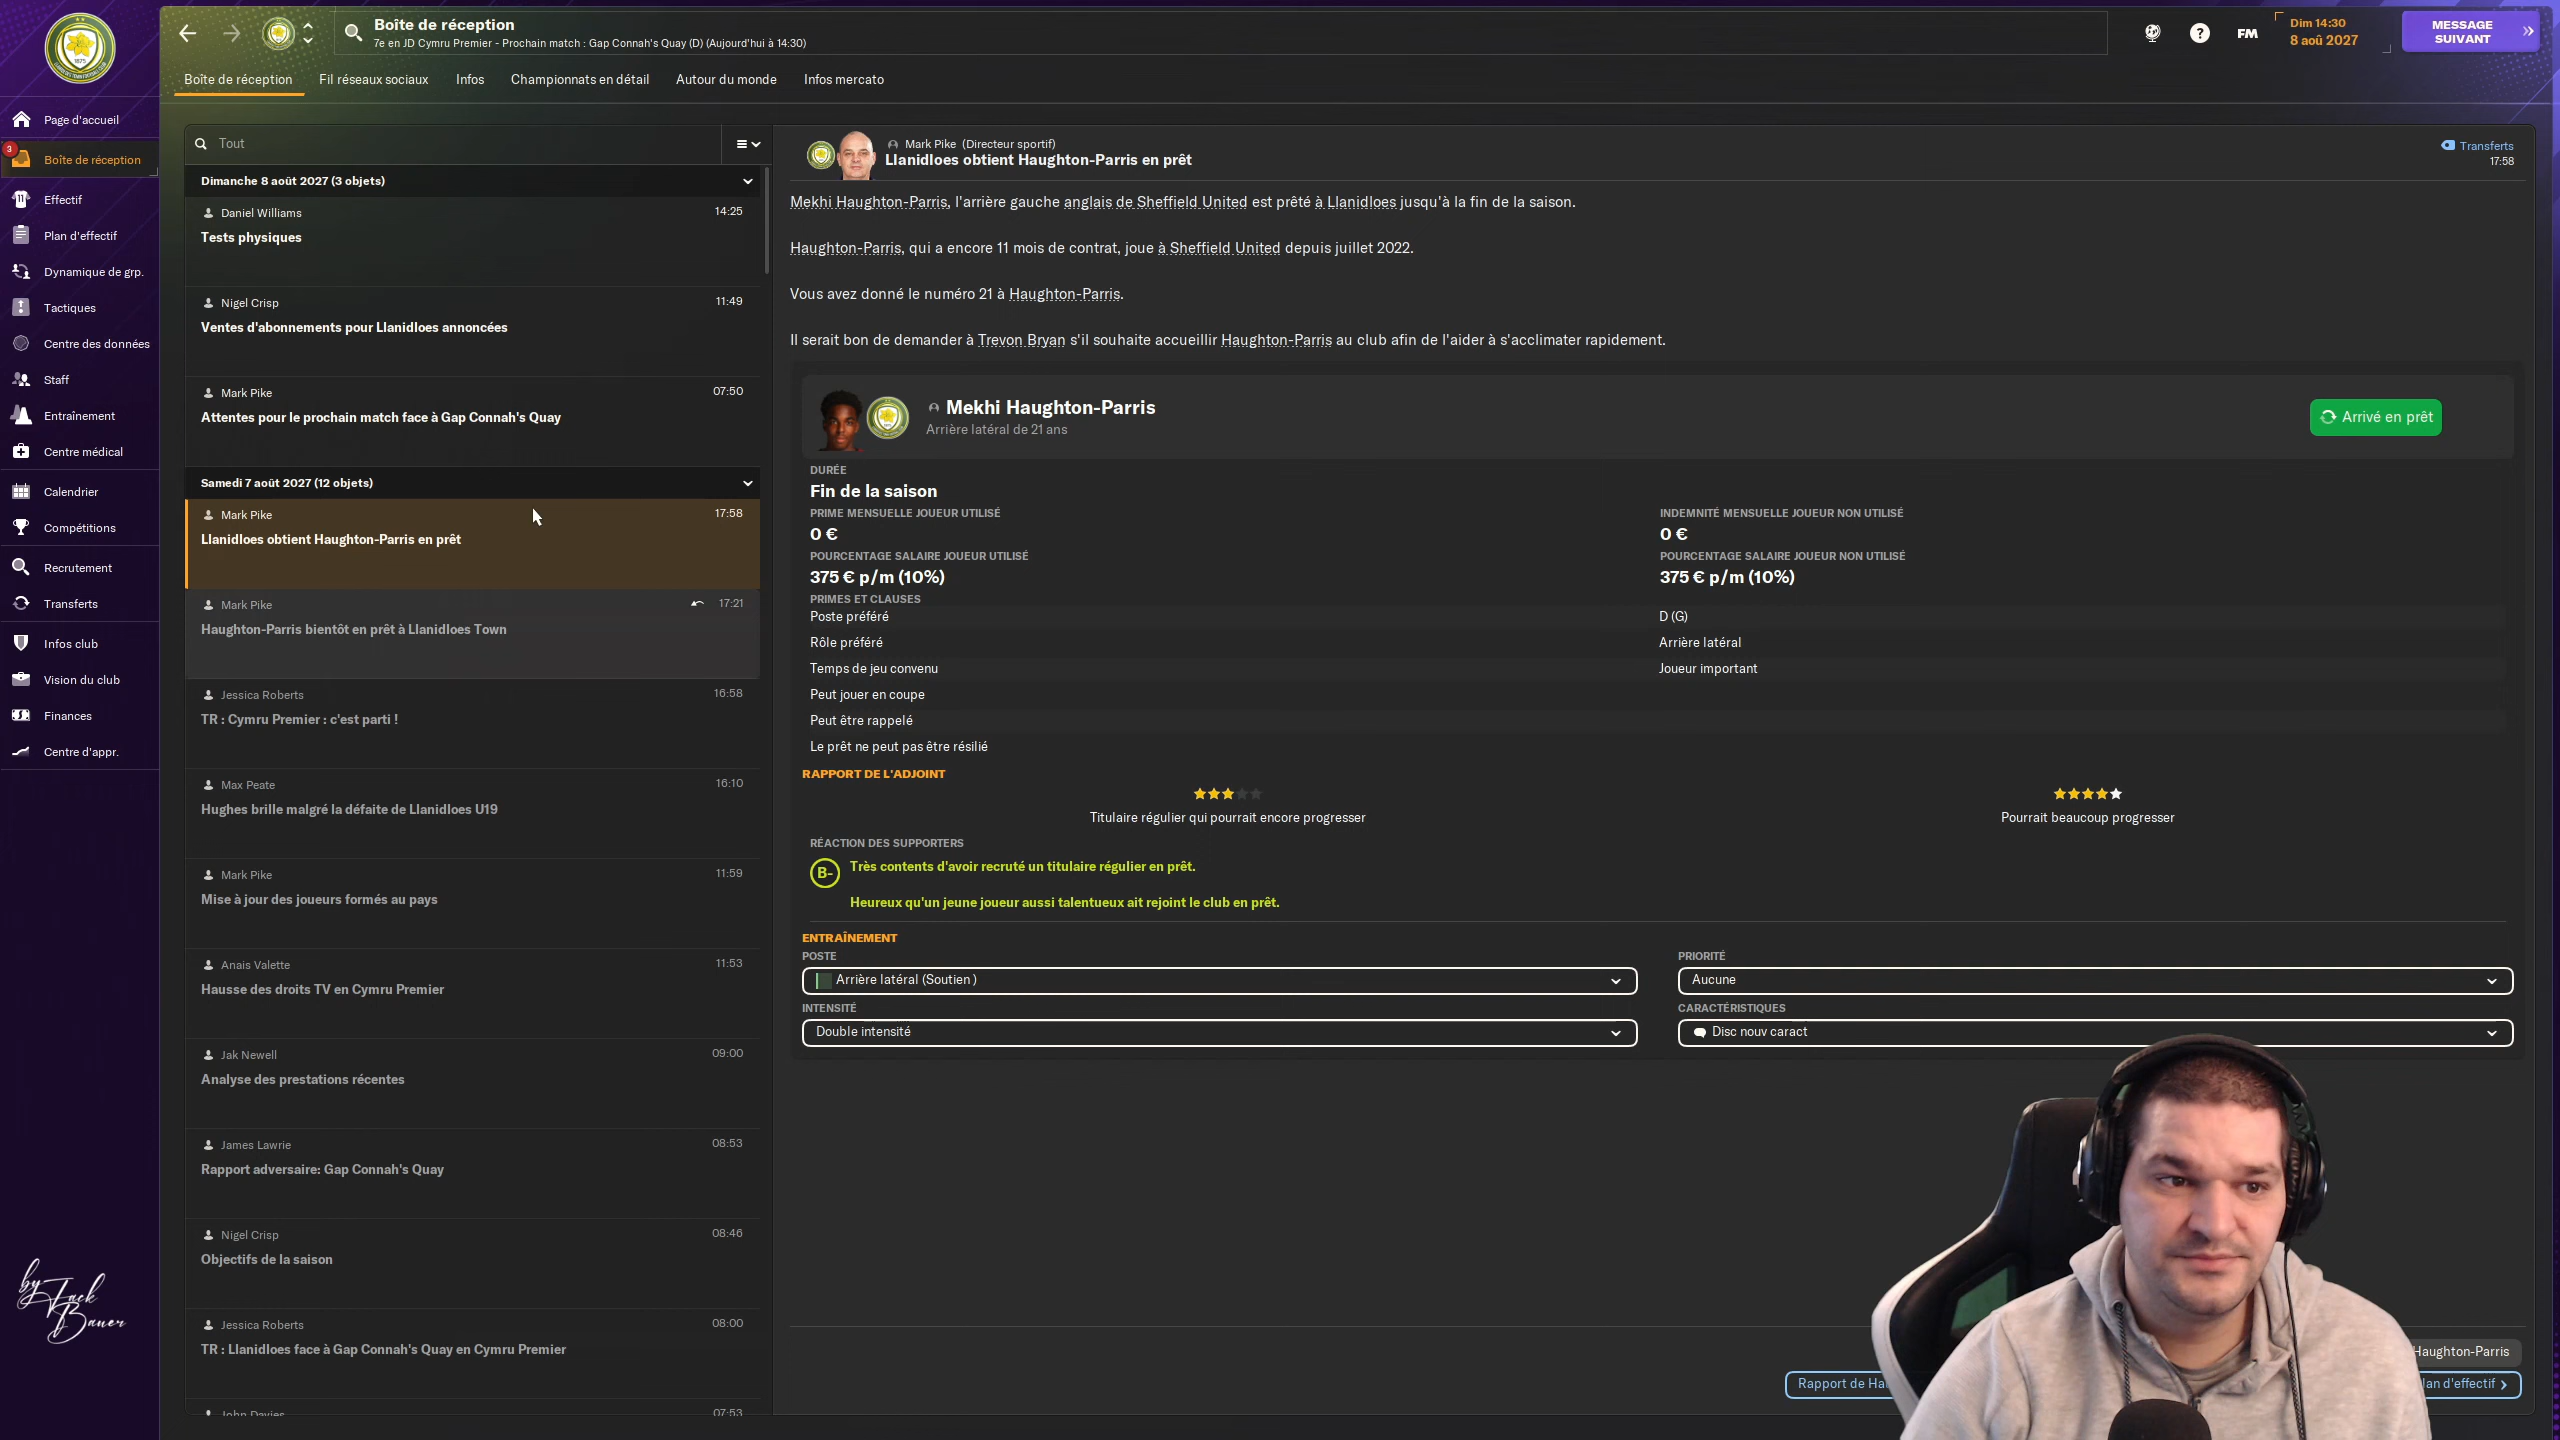 Boîte de réception
7e en JD Cymru Premier - Prochain match : Gap Connah's Quay (D) (Aujourd'hui à 14:30)
FM
Dim 14:30
8 aoû 2027
MESSAGE
SUIVANT
Boîte de réception
Fil réseaux sociaux
Infos
Championnats en détail
Autour du monde
Infos mercato
Page d'accueil
3
Boîte de réception
Effectif
Plan d'effectif
Dynamique de grp.
Tactiques
Centre des données
Staff
Entraînement
Centre médical
Calendrier
Compétitions
Recrutement
Transferts
Infos club
Vision du club
Finances
Centre d'appr.
by Jack
Bauer
Tout
Dimanche 8 août 2027 (3 objets)
Daniel Williams 14:25
Tests physiques
Nigel Crisp 11:49
Ventes d'abonnements pour Llanidloes annoncées
Mark Pike 07:50
Attentes pour le prochain match face à Gap Connah's Quay
Samedi 7 août 2027 (12 objets)
Mark Pike 17:58
Llanidloes obtient Haughton-Parris en prêt
Mark Pike 17:21
Haughton-Parris bientôt en prêt à Llanidloes Town
Jessica Roberts 16:58
TR : Cymru Premier : c'est parti !
Max Peate 16:10
Hughes brille malgré la défaite de Llanidloes U19
Mark Pike 11:59
Mise à jour des joueurs formés au pays
Anais Valette 11:53
Hausse des droits TV en Cymru Premier
Jak Newell 09:00
Analyse des prestations récentes
James Lawrie 08:53
Rapport adversaire: Gap Connah's Quay
Nigel Crisp 08:46
Objectifs de la saison
Jessica Roberts 08:00
TR : Llanidloes face à Gap Connah's Quay en Cymru Premier
John Davies 07:53
Mark Pike (Directeur sportif)
Llanidloes obtient Haughton-Parris en prêt
Transferts
17:58
Mekhi Haughton-Parris, l'arrière gauche anglais de Sheffield United est prêté à Llanidloes jusqu'à la fin de la saison.
Haughton-Parris, qui a encore 11 mois de contrat, joue à Sheffield United depuis juillet 2022.
Vous avez donné le numéro 21 à Haughton-Parris.
Il serait bon de demander à Trevon Bryan s'il souhaite accueillir Haughton-Parris au club afin de l'aider à s'acclimater rapidement.
Mekhi Haughton-Parris
Arrière latéral de 21 ans
Arrivé en prêt
DURÉE
Fin de la saison
PRIME MENSUELLE JOUEUR UTILISÉ
0 €
INDEMNITÉ MENSUELLE JOUEUR NON UTILISÉ
0 €
POURCENTAGE SALAIRE JOUEUR UTILISÉ
375 € p/m (10%)
POURCENTAGE SALAIRE JOUEUR NON UTILISÉ
375 € p/m (10%)
PRIMES ET CLAUSES
Poste préféré D (G)
Rôle préféré Arrière latéral
Temps de jeu convenu Joueur important
Peut jouer en coupe
Peut être rappelé
Le prêt ne peut pas être résilié
RAPPORT DE L'ADJOINT
Titulaire régulier qui pourrait encore progresser
Pourrait beaucoup progresser
RÉACTION DES SUPPORTERS
B-
Très contents d'avoir recruté un titulaire régulier en prêt.
Heureux qu'un jeune joueur aussi talentueux ait rejoint le club en prêt.
ENTRAÎNEMENT
POSTE
Arrière latéral (Soutien )
PRIORITÉ
Aucune
INTENSITÉ
Double intensité
CARACTÉRISTIQUES
Disc nouv caract
Haughton-Parris
Rapport de Ha
lan d'effectif